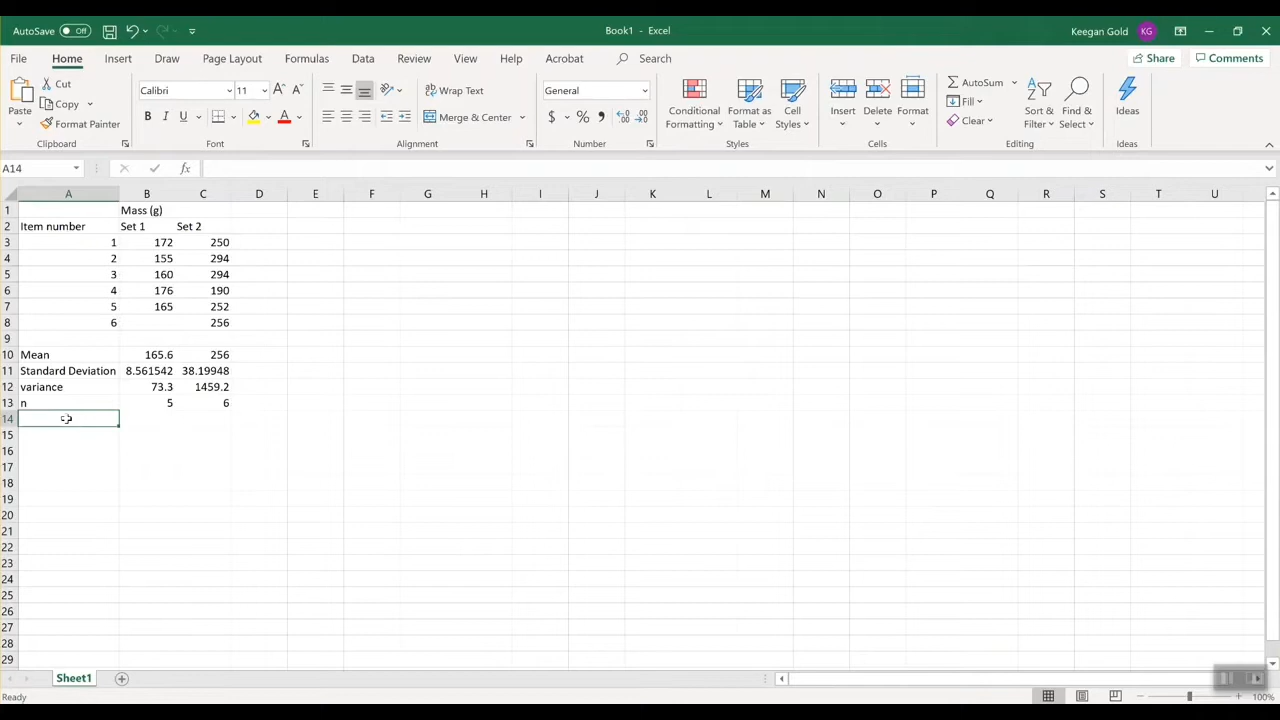 AutoSave Off Book1 - Excel Keegan Gold KG
File Home Insert Draw Page Layout Formulas Data Review View Help Acrobat Search Share Comments
Paste Cut Copy Format Painter
Calibri 11 A A
B I U A
Wrap Text
Merge & Center
General
$ % ,
Conditional Formatting Format as Table Cell Styles
Insert Delete Format
AutoSum Fill Clear
Sort & Filter Find & Select
Ideas
Clipboard Font Alignment Number Styles Cells Editing Ideas
A14 fx
A B C D E F G H I J K L M N O P Q R S T U
1 Mass (g)
2 Item number Set 1 Set 2
3 1 172 250
4 2 155 294
5 3 160 294
6 4 176 190
7 5 165 252
8 6 256
9
10 Mean 165.6 256
11 Standard Deviation 8.561542 38.19948
12 variance 73.3 1459.2
13 n 5 6
14
15
16
17
18
19
20
21
22
23
24
25
26
27
28
29
Sheet1
Ready 100%